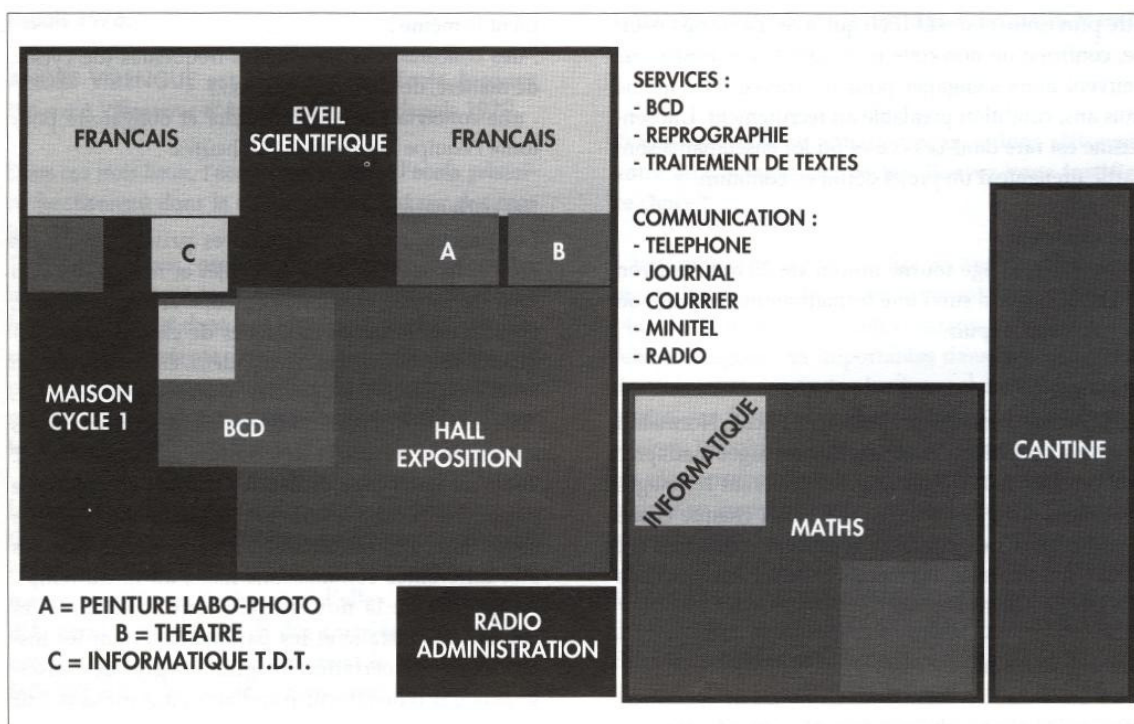 FRANCAIS
EVEIL
SCIENTIFIQUE
FRANCAIS
SERVICES :
- BCD
- REPROGRAPHIE
- TRAITEMENT DE TEXTES
C
A
B
COMMUNICATION :
- TELEPHONE
- JOURNAL
- COURRIER
- MINITEL
- RADIO
MAISON
CYCLE 1
BCD
HALL
EXPOSITION
INFORMATIQUE
MATHS
CANTINE
A = PEINTURE LABO-PHOTO
B = THEATRE
C = INFORMATIQUE T.D.T.
RADIO
ADMINISTRATION